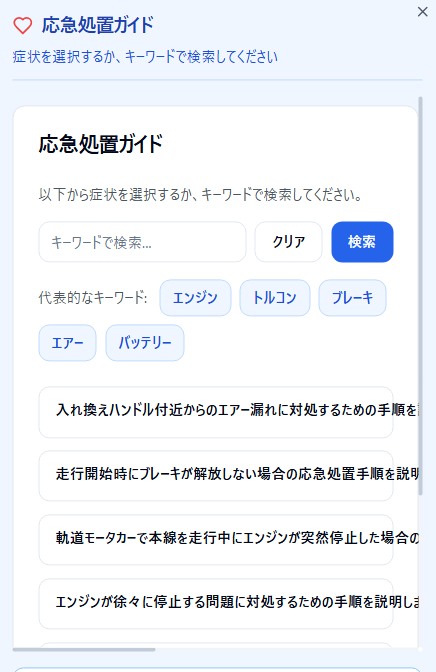 応急処置ガイド
症状を選択するか、キーワードで検索してください
応急処置ガイド
以下から症状を選択するか、キーワードで検索してください。
キーワードで検索... クリア 検索
代表的なキーワード: エンジン トルコン ブレーキ
エアー バッテリー
入れ換えハンドル付近からのエアー漏れに対処するための手順を
走行開始時にブレーキが解放しない場合の応急処置手順を説明
軌道モータカーで本線を走行中にエンジンが突然停止した場合の
エンジンが徐々に停止する問題に対処するための手順を説明しま